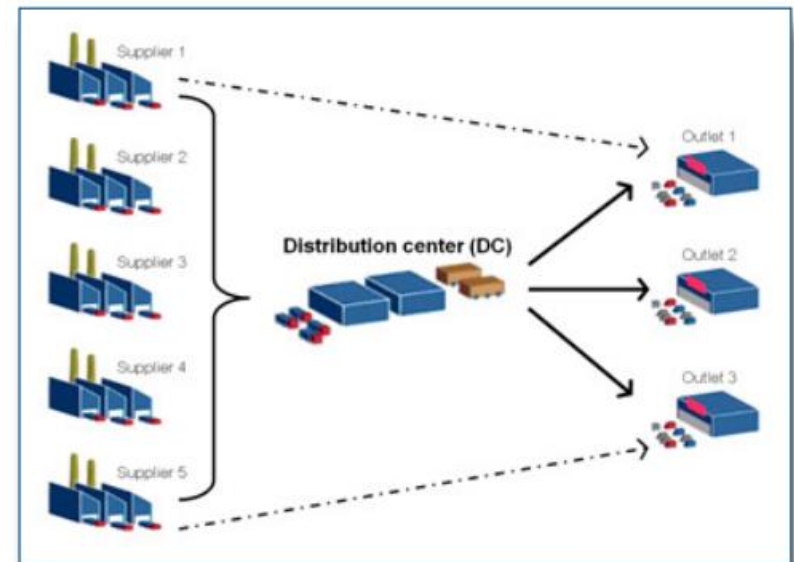 Supplier 1
Supplier 2
Supplier 3
Supplier 4
Supplier 5
Distribution center (DC)
Outlet 1
Outlet 2
Outlet 3